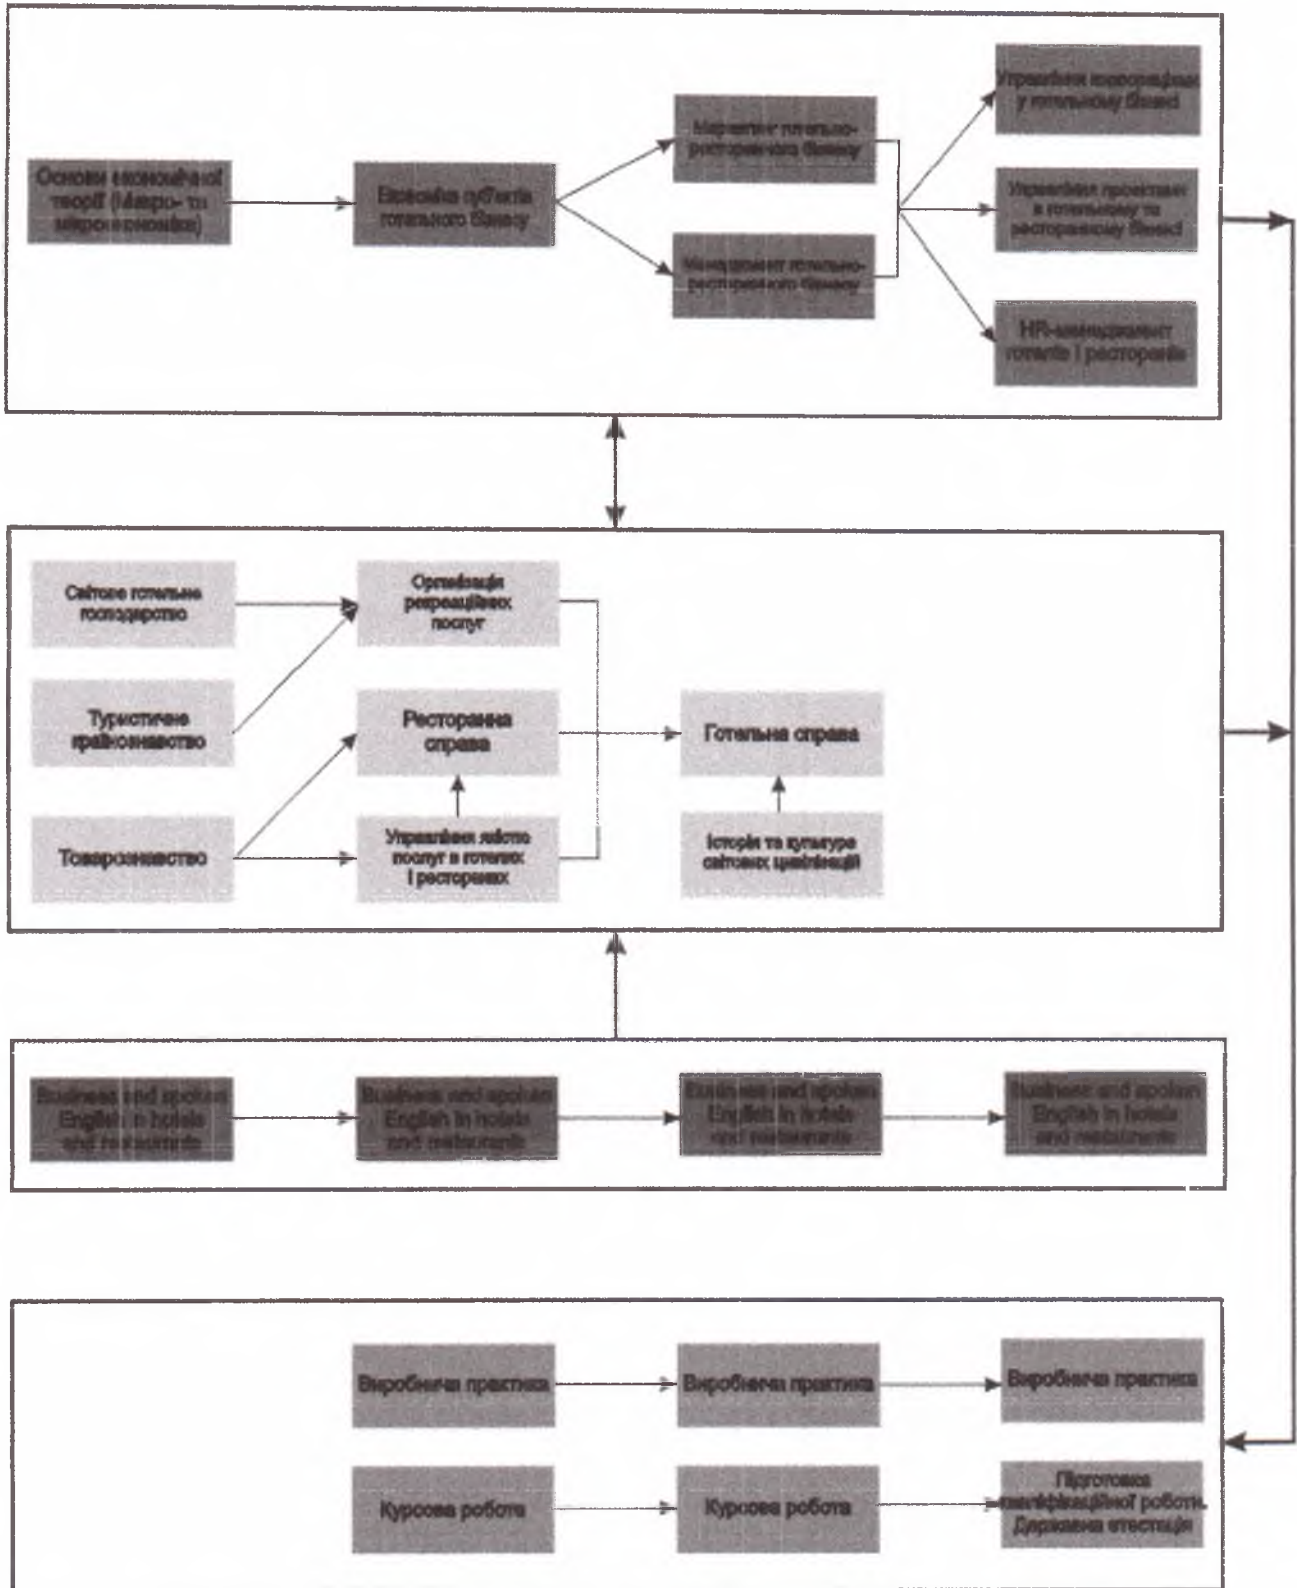 Основи економічної
теорії (Макро- та
мікроекономіка)
Економіка суб'єктів
готельного бізнесу
Маркетинг готельно-
ресторанного бізнесу
Менеджмент готельно-
ресторанного бізнесу
Управління корпораціями
у готельному бізнесі
Управління проектами
в готельному та
ресторанному бізнесі
HR-менеджмент
готелів і ресторанів
Світове готельне
господарство
Організація
рекреаційних
послуг
Туристичне
країнознавство
Ресторанна
справа
Готельна справа
Товарознавство
Управління якістю
послуг в готелях
і ресторанах
Історія та культура
світових цивілізацій
Business and spoken
English in hotels
and restaurants
Business and spoken
English in hotels
and restaurants
Business and spoken
English in hotels
and restaurants
Business and spoken
English in hotels
and restaurants
Виробнича практика
Виробнича практика
Виробнича практика
Курсова робота
Курсова робота
Підготовка
кваліфікаційної роботи.
Державна атестація